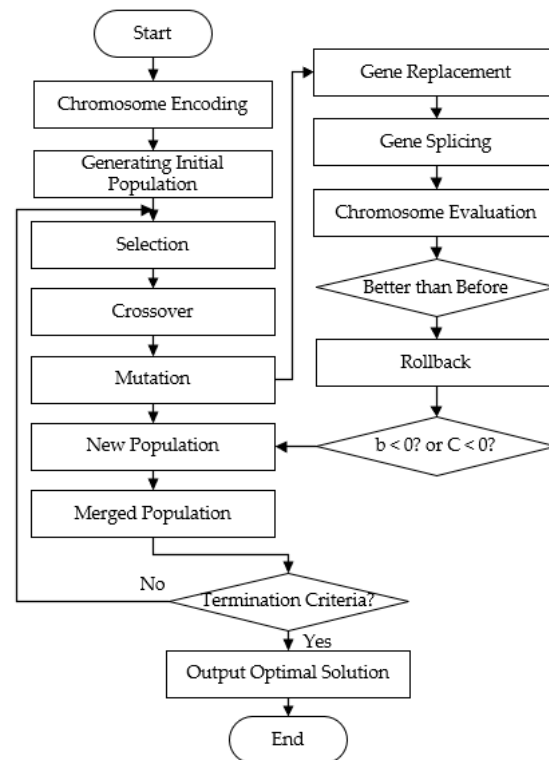 Start
Chromosome Encoding
Generating Initial
Population
Selection
Crossover
Mutation
New Population
Merged Population
Gene Replacement
Gene Splicing
Chromosome Evaluation
Better than Before
Rollback
b < 0? or C < 0?
No
Termination Criteria?
Yes
Output Optimal Solution
End